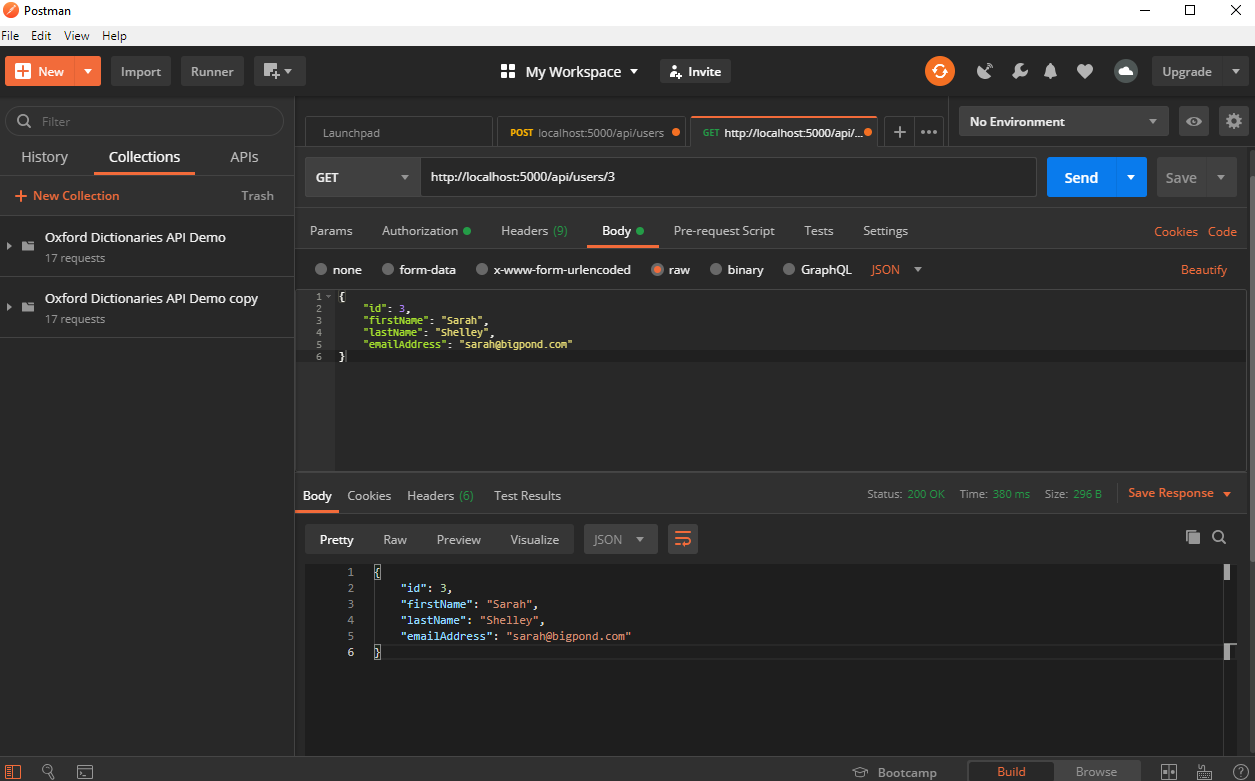 Postman
File Edit View Help
New Import Runner My Workspace Invite Upgrade
Filter
History Collections APIs
New Collection Trash
Oxford Dictionaries API Demo
17 requests
Oxford Dictionaries API Demo copy
17 requests
Launchpad POST localhost:5000/api/users GET http://localhost:5000/api/... No Environment
GET http://localhost:5000/api/users/3 Send Save
Params Authorization Headers (9) Body Pre-request Script Tests Settings Cookies Code
none form-data x-www-form-urlencoded raw binary GraphQL JSON Beautify
1 {
2 "id": 3,
3 "firstName": "Sarah",
4 "lastName": "Shelley",
5 "emailAddress": "sarah@bigpond.com"
6 }
Body Cookies Headers (6) Test Results Status: 200 OK Time: 380 ms Size: 296 B Save Response
Pretty Raw Preview Visualize JSON
1 {
2 "id": 3,
3 "firstName": "Sarah",
4 "lastName": "Shelley",
5 "emailAddress": "sarah@bigpond.com"
6 }
Bootcamp Build Browse